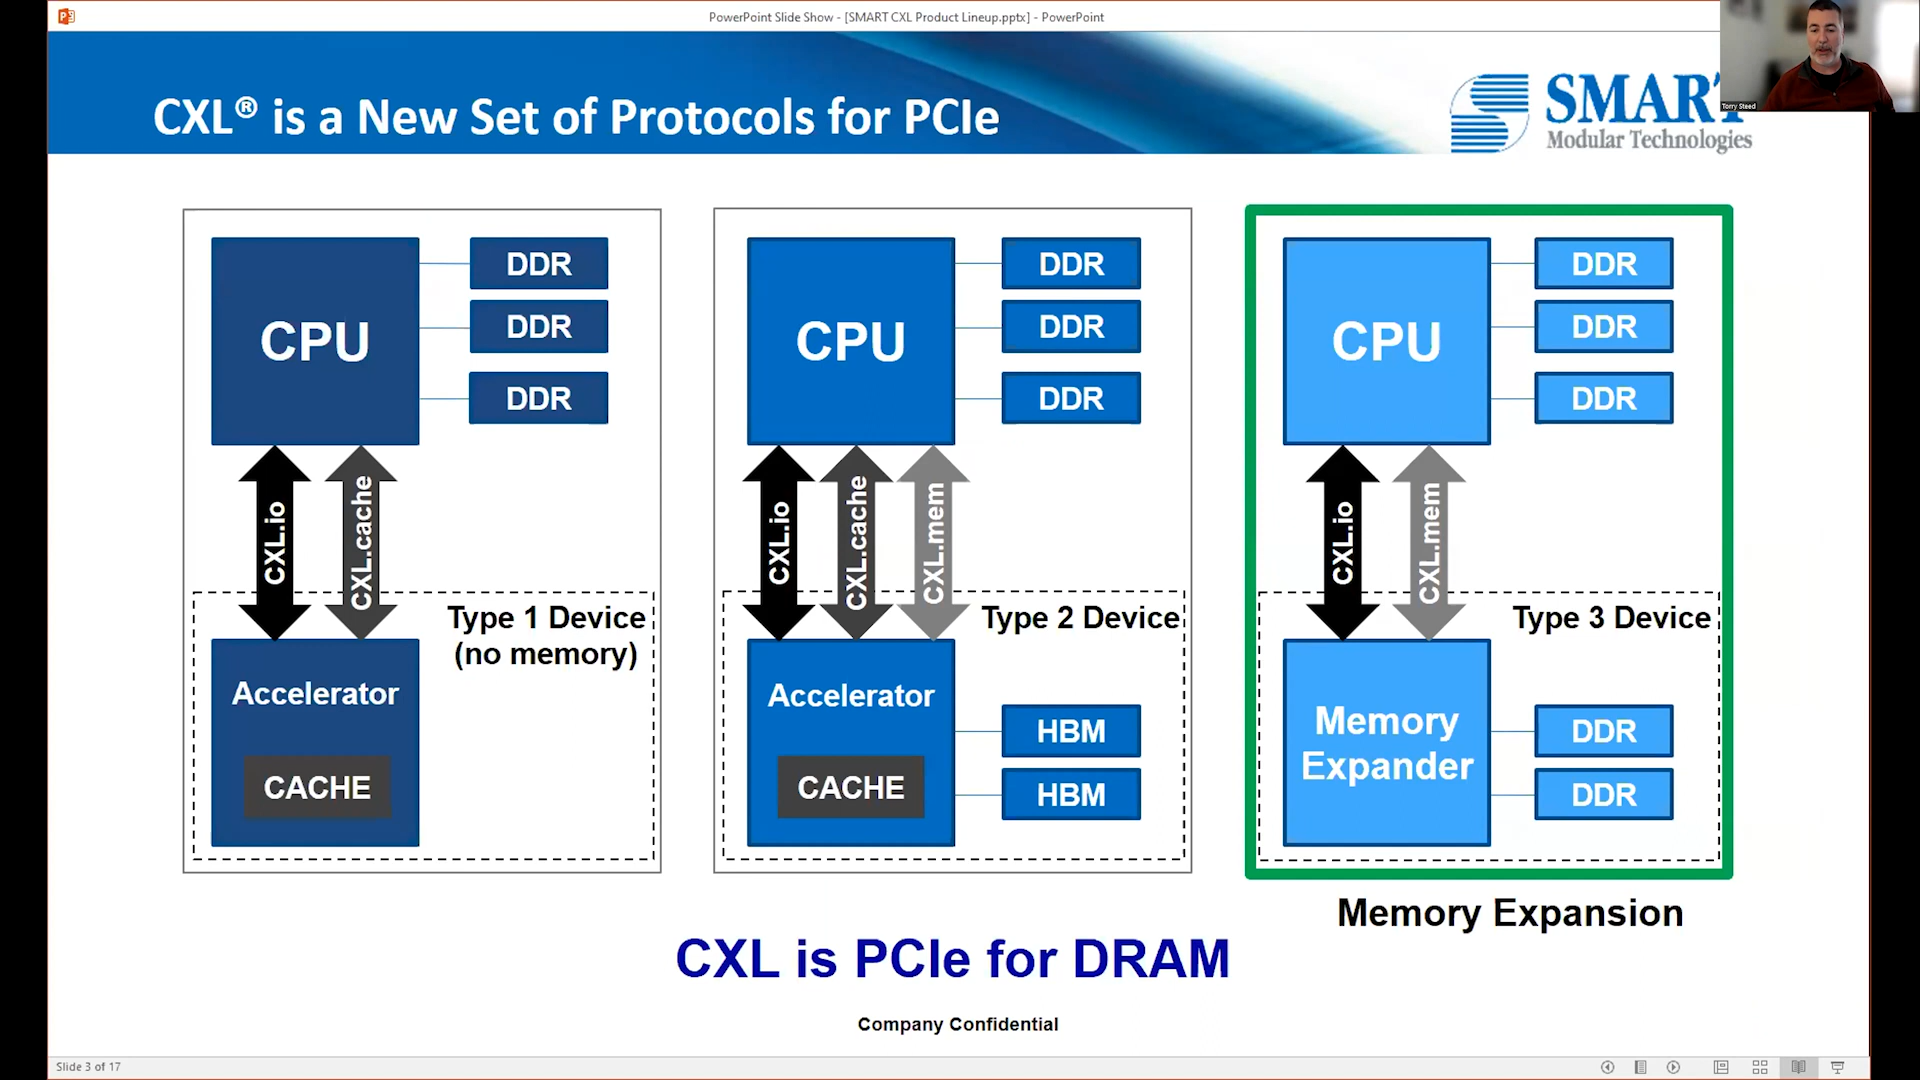 PowerPoint Slide Show - [SMART CXL Product Lineup.pptx] - PowerPoint
CXL® is a New Set of Protocols for PCIe
SMART
Modular Technologies
Torry Steed
CPU
DDR
DDR
DDR
CXL.io
CXL.cache
Type 1 Device
(no memory)
Accelerator
CACHE
CPU
DDR
DDR
DDR
CXL.io
CXL.cache
CXL.mem
Type 2 Device
Accelerator
CACHE
HBM
HBM
CPU
DDR
DDR
DDR
CXL.io
CXL.mem
Type 3 Device
Memory
Expander
DDR
DDR
Memory Expansion
CXL is PCIe for DRAM
Company Confidential
Slide 3 of 17